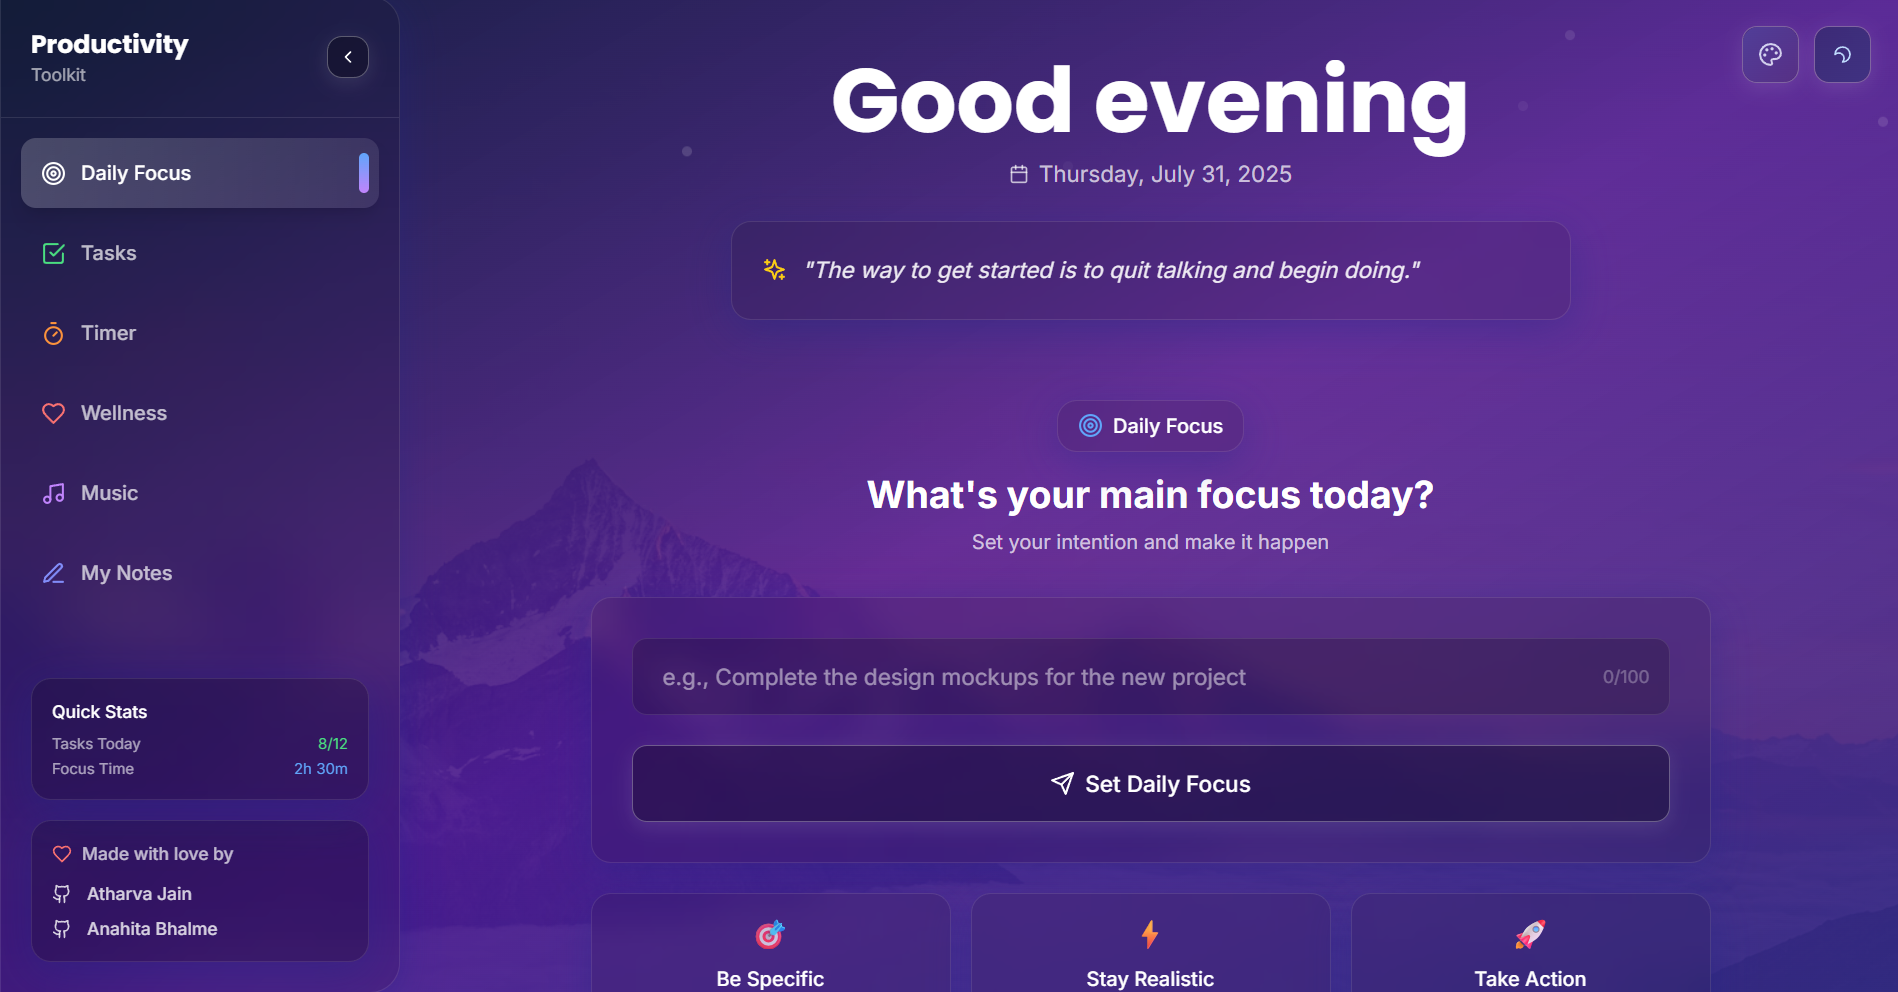 Productivity
Toolkit
Daily Focus
Tasks
Timer
Wellness
Music
My Notes
Quick Stats
Tasks Today 8/12
Focus Time 2h 30m
Made with love by
Atharva Jain
Anahita Bhalme
Good evening
Thursday, July 31, 2025
"The way to get started is to quit talking and begin doing."
Daily Focus
What's your main focus today?
Set your intention and make it happen
e.g., Complete the design mockups for the new project 0/100
Set Daily Focus
Be Specific
Stay Realistic
Take Action